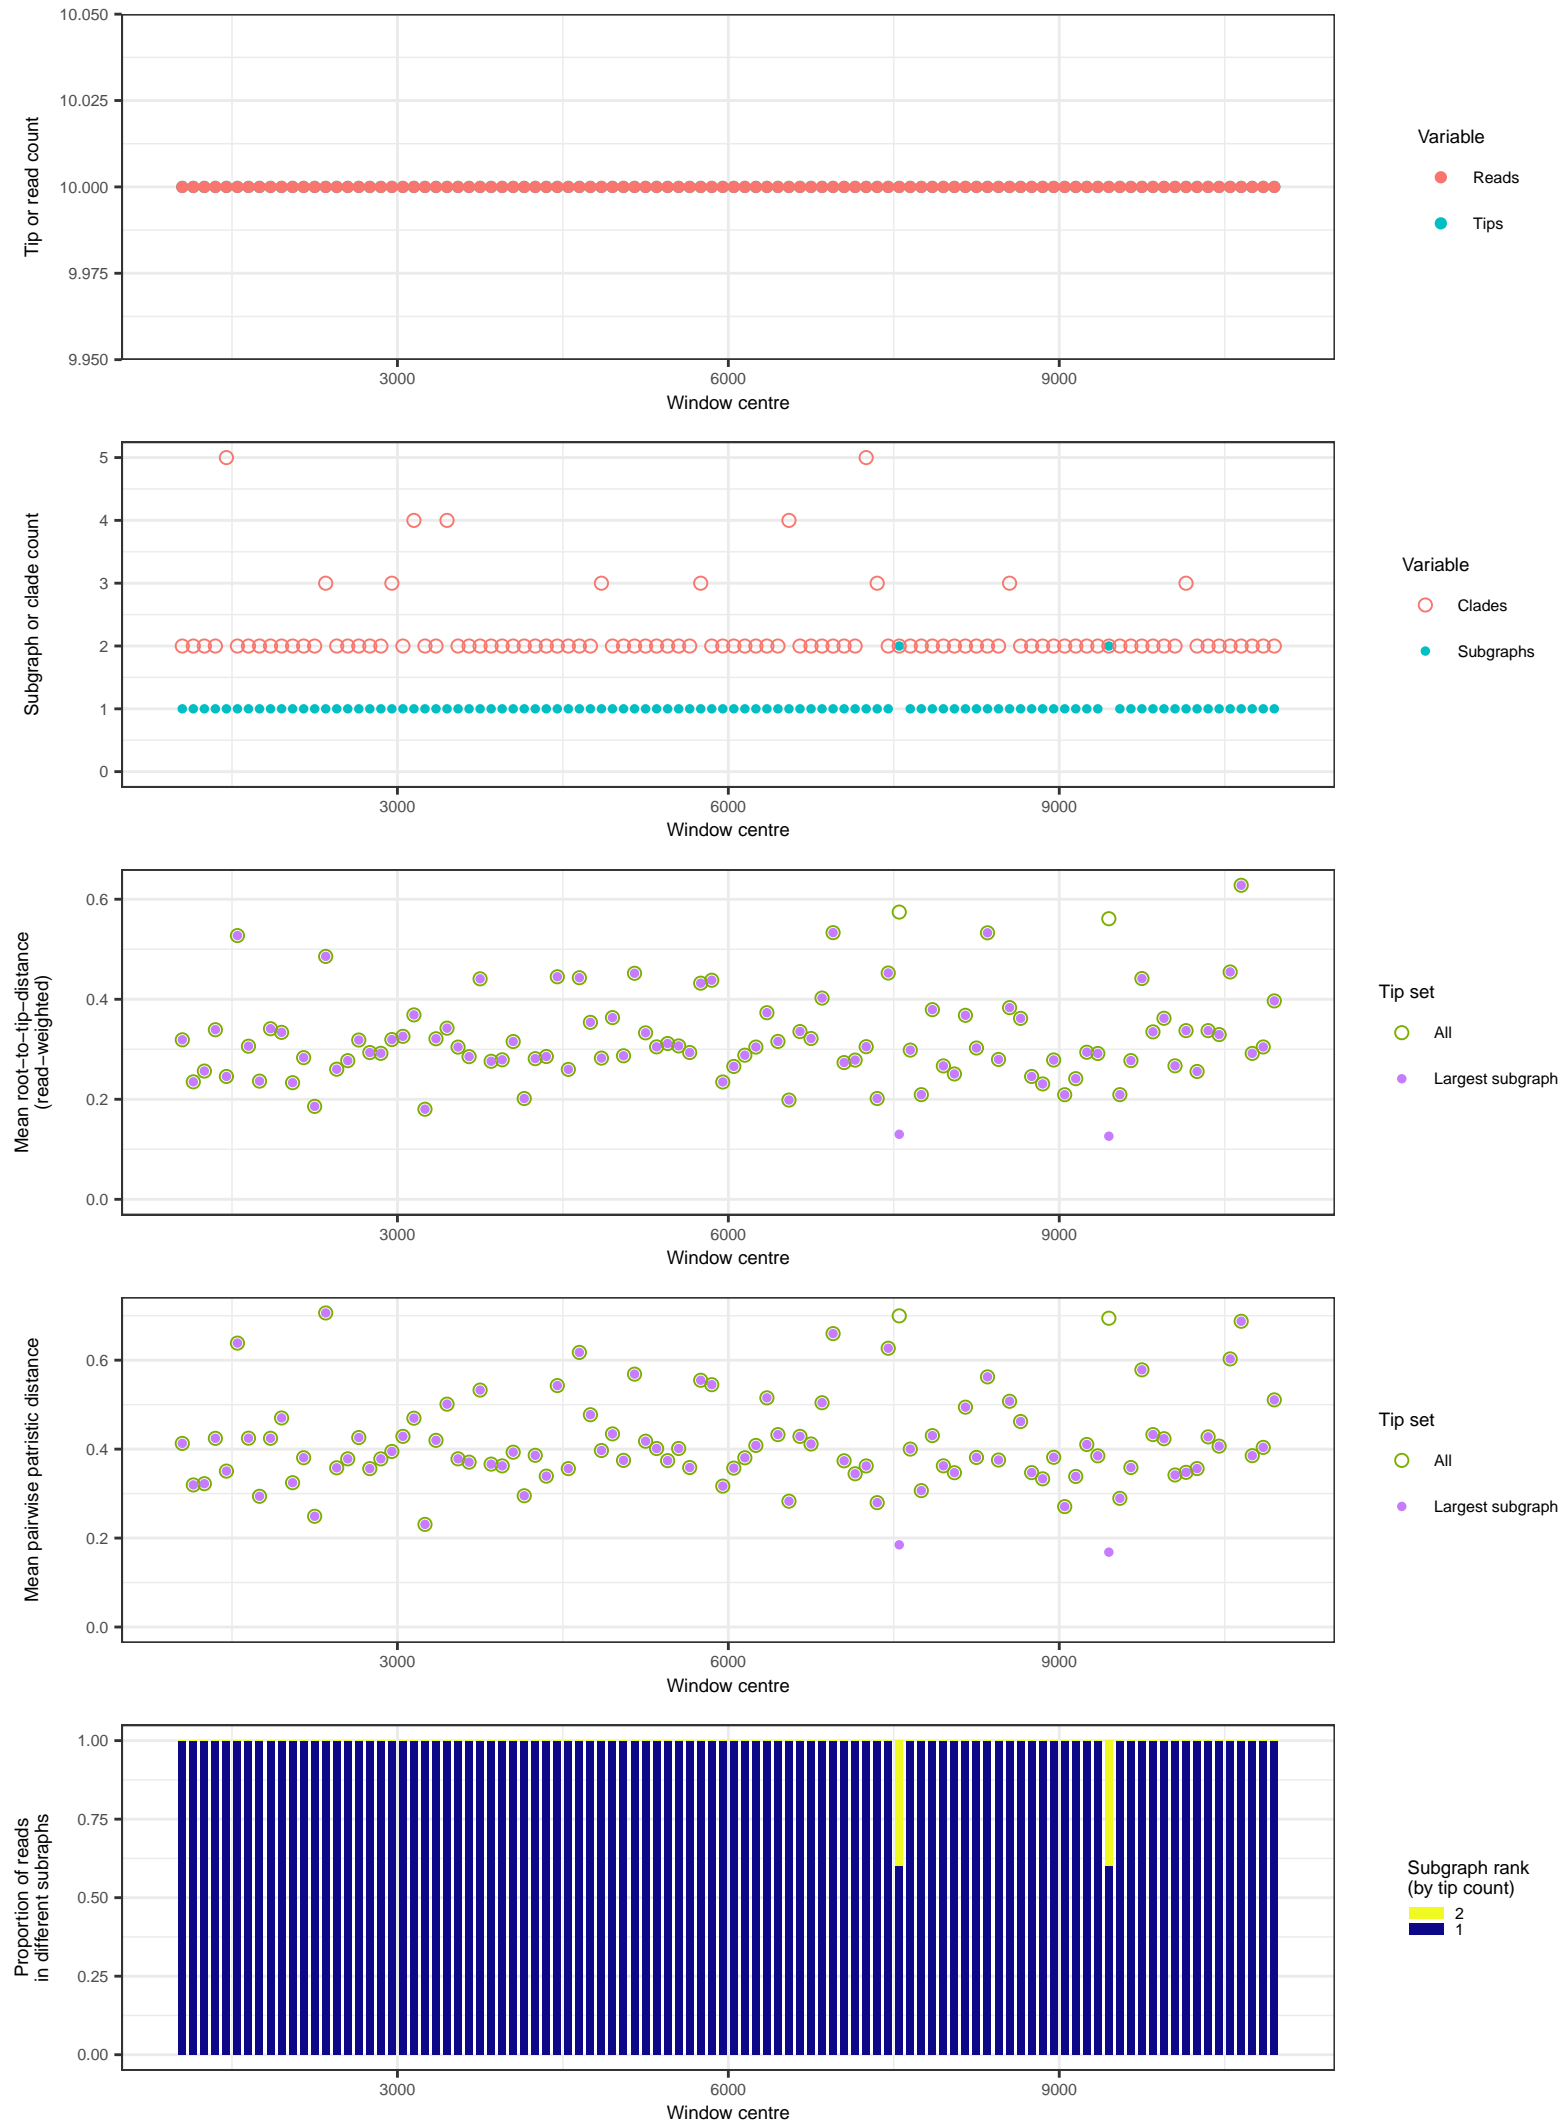 10.050
10.025
10.000
9.975
9.950
Tip or read count
3000
6000
9000
Window centre
Variable
Reads
Tips
5
4
3
2
1
0
Subgraph or clade count
3000
6000
9000
Window centre
Variable
Clades
Subgraphs
0.6
0.4
0.2
0.0
Mean root−to−tip−distance
(read−weighted)
3000
6000
9000
Window centre
Tip set
All
Largest subgraph
0.6
0.4
0.2
0.0
Mean pairwise patristic distance
3000
6000
9000
Window centre
Tip set
All
Largest subgraph
1.00
0.75
0.50
0.25
0.00
Proportion of reads
in different subraphs
3000
6000
9000
Window centre
Subgraph rank
(by tip count)
2
1